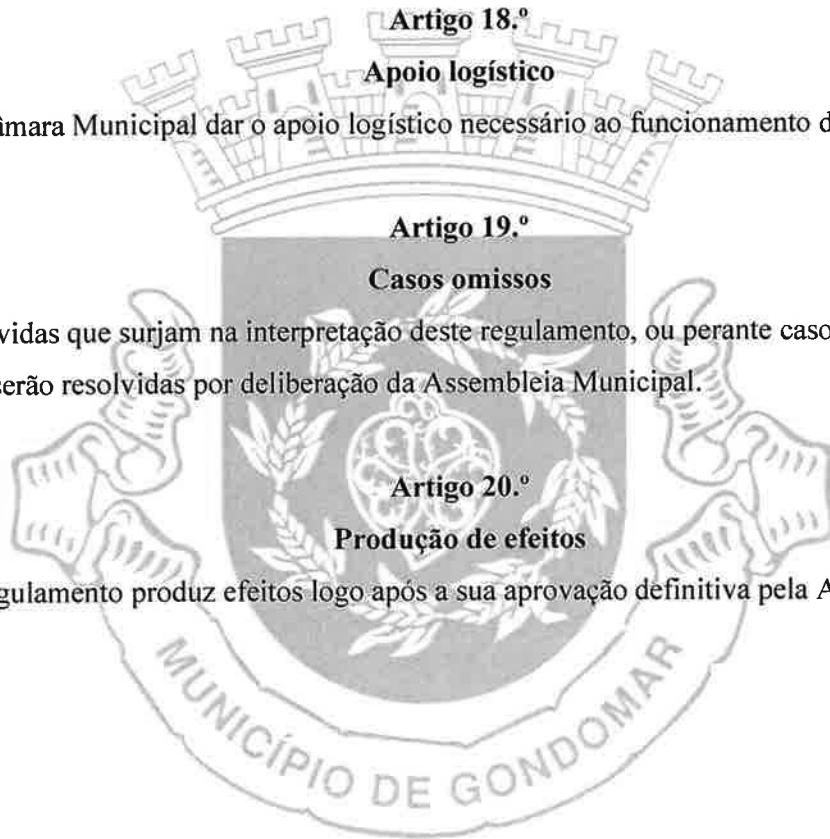 Artigo 18.º
Apoio logístico
âmara Municipal dar o apoio logístico necessário ao funcionamento d
Artigo 19.º
Casos omissos
vidas que surjam na interpretação deste regulamento, ou perante caso
serão resolvidas por deliberação da Assembleia Municipal.
Artigo 20.º
Produção de efeitos
gulamento produz efeitos logo após a sua aprovação definitiva pela A
MUNICÍPIO DE GONDOMAR